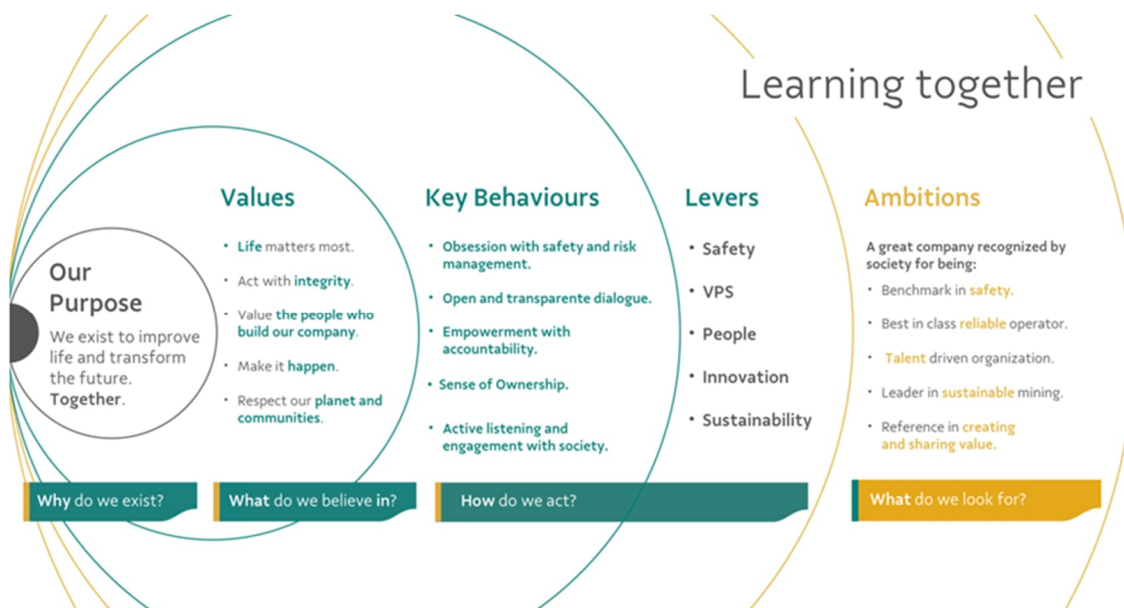 Learning together
Our
Purpose
We exist to improve
life and transform
the future.
Together.
Values
• Life matters most.
• Act with integrity.
• Value the people who
build our company.
• Make it happen.
• Respect our planet and
communities.
Key Behaviours
• Obsession with safety and risk
management.
• Open and transparente dialogue.
• Empowerment with
accountability.
• Sense of Ownership.
• Active listening and
engagement with society.
Levers
• Safety
• VPS
• People
• Innovation
• Sustainability
Ambitions
A great company recognized by
society for being:
• Benchmark in safety.
• Best in class reliable operator.
• Talent driven organization.
• Leader in sustainable mining.
• Reference in creating
and sharing value.
Why do we exist?
What do we believe in?
How do we act?
What do we look for?